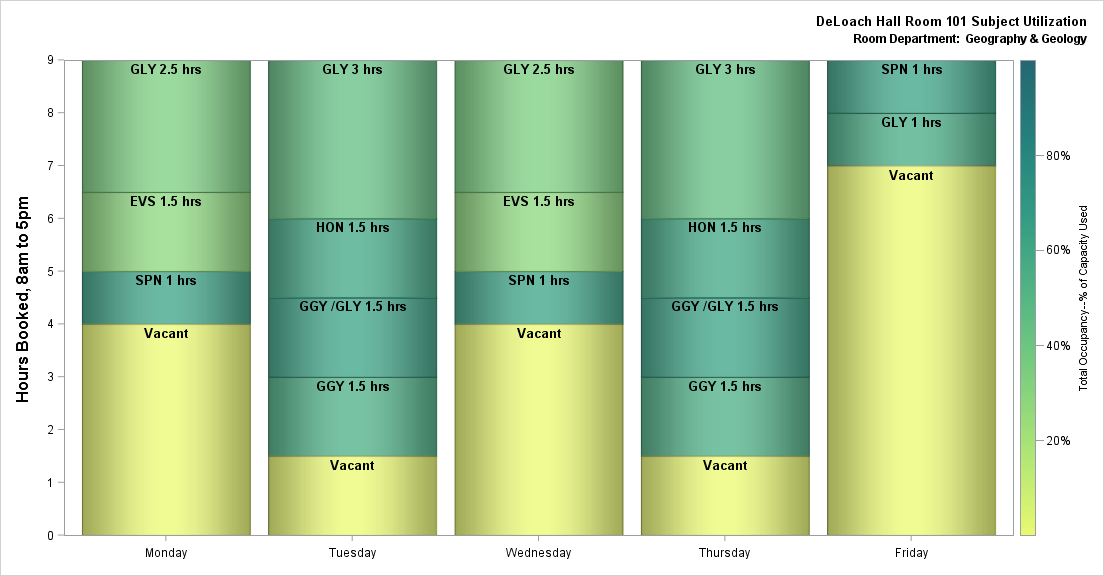 DeLoach Hall Room 101 Subject Utilization
Room Department: Geography & Geology
Hours Booked, 8am to 5pm
9
8
7
6
5
4
3
2
1
0
GLY 2.5 hrs
EVS 1.5 hrs
SPN 1 hrs
Vacant
GLY 3 hrs
HON 1.5 hrs
GGY /GLY 1.5 hrs
GGY 1.5 hrs
Vacant
GLY 2.5 hrs
EVS 1.5 hrs
SPN 1 hrs
Vacant
GLY 3 hrs
HON 1.5 hrs
GGY /GLY 1.5 hrs
GGY 1.5 hrs
Vacant
SPN 1 hrs
GLY 1 hrs
Vacant
Monday
Tuesday
Wednesday
Thursday
Friday
80%
60%
40%
20%
Total Occupancy--% of Capacity Used